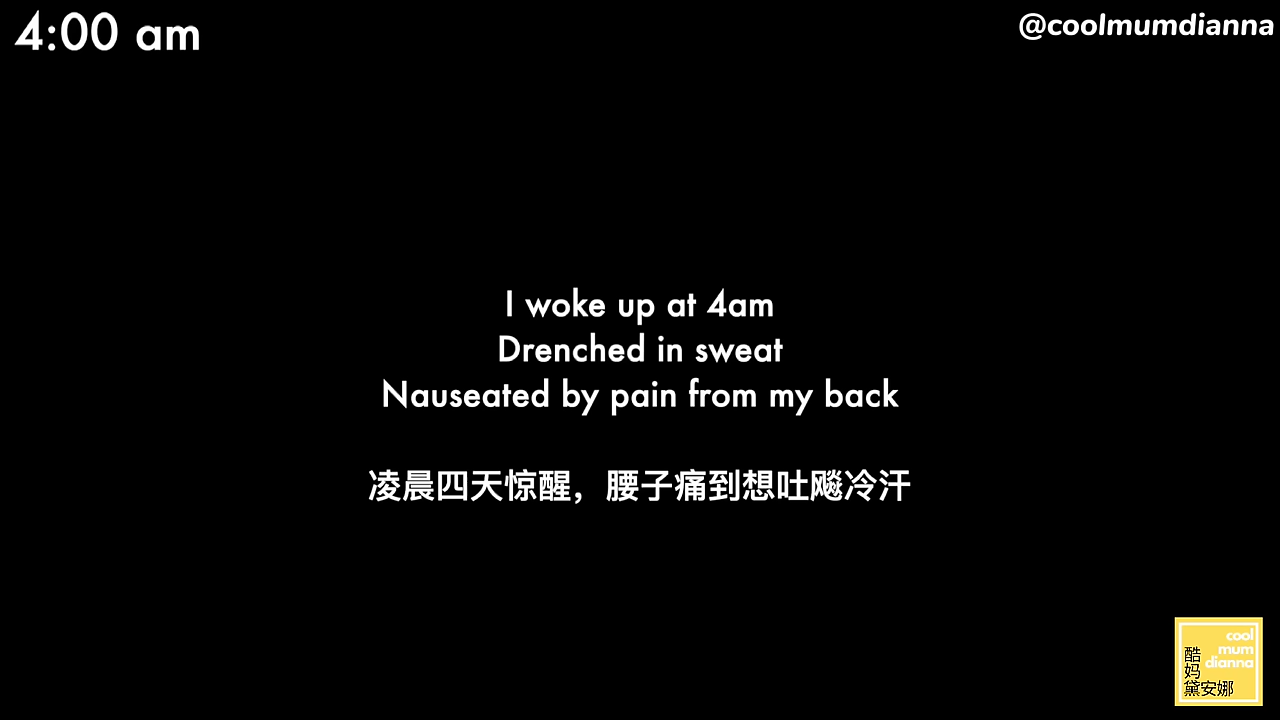 4:00 am
@coolmumdianna
I woke up at 4am
Drenched in sweat
Nauseated by pain from my back
凌晨四天惊醒，腰子痛到想吐飚冷汗
cool
mum
dianna
酷
妈
黛安娜